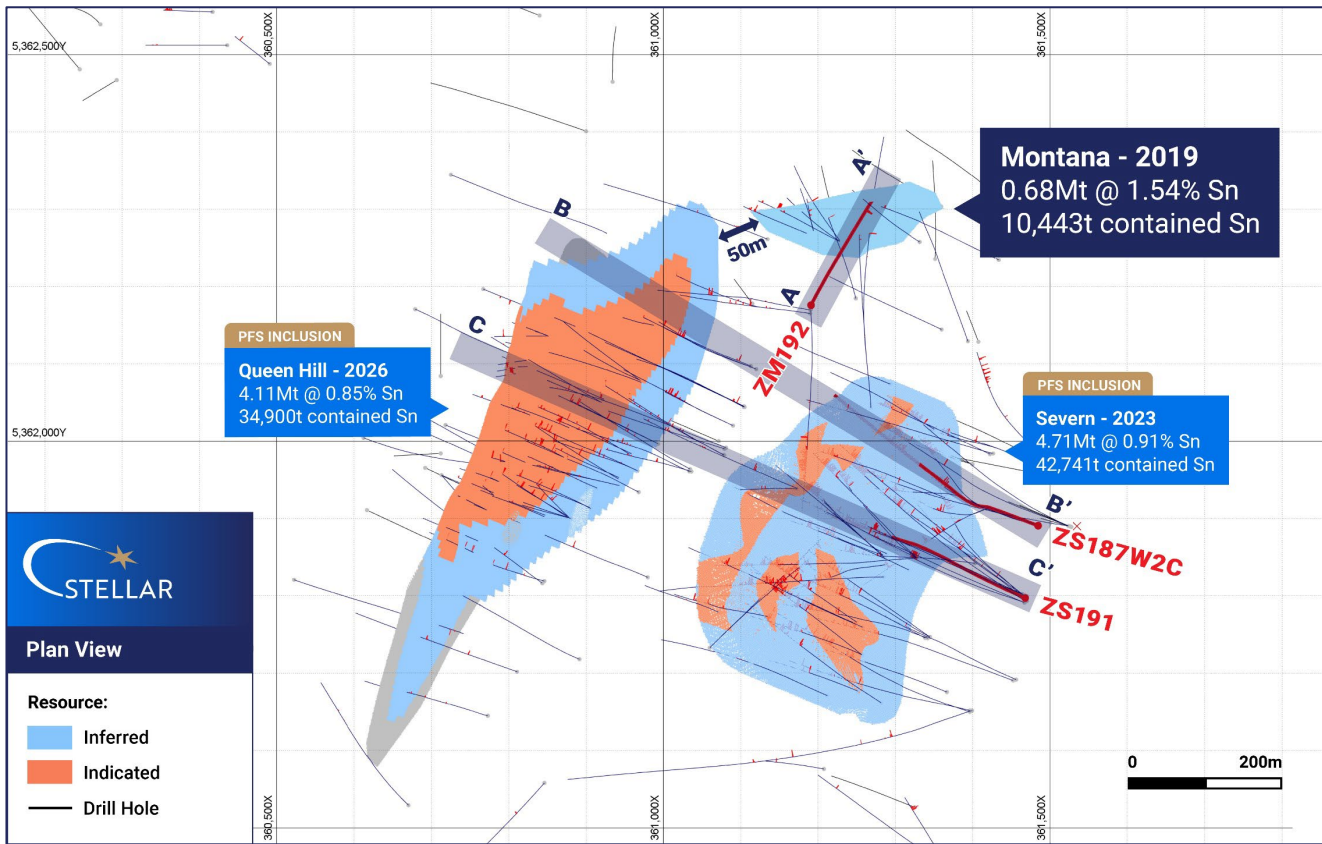 360,500X
361,000X
361,500X
5,362,500Y
Montana - 2019
0.68Mt @ 1.54% Sn
10,443t contained Sn
A'
B
50m
A
ZM192
C
PFS INCLUSION
Queen Hill - 2026
4.11Mt @ 0.85% Sn
34,900t contained Sn
PFS INCLUSION
Severn - 2023
4.71Mt @ 0.91% Sn
42,741t contained Sn
5,362,000Y
B'
ZS187W2C
C'
ZS191
STELLAR
Plan View
Resource:
Inferred
Indicated
Drill Hole
0 200m
360,500X
361,000X
361,500X